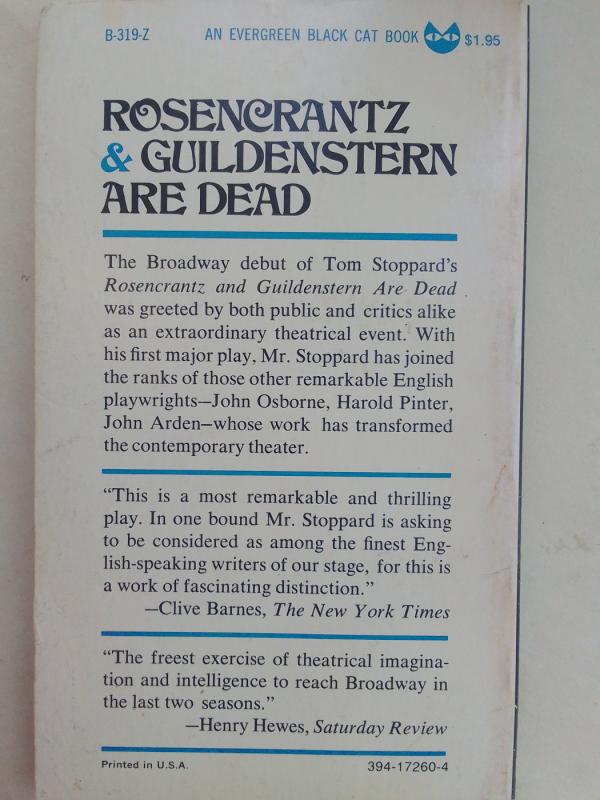 B-319-Z AN EVERGREEN BLACK CAT BOOK $1.95
ROSENCRANTZ
& GUILDENSTERN
ARE DEAD
The Broadway debut of Tom Stoppard's
Rosencrantz and Guildenstern Are Dead
was greeted by both public and critics alike
as an extraordinary theatrical event. With
his first major play, Mr. Stoppard has joined
the ranks of those other remarkable English
playwrights—John Osborne, Harold Pinter,
John Arden—whose work has transformed
the contemporary theater.
“This is a most remarkable and thrilling
play. In one bound Mr. Stoppard is asking
to be considered as among the finest Eng-
lish-speaking writers of our stage, for this is
a work of fascinating distinction.”
—Clive Barnes, The New York Times
“The freest exercise of theatrical imagina-
tion and intelligence to reach Broadway in
the last two seasons.”
—Henry Hewes, Saturday Review
Printed in U.S.A. 394-17260-4